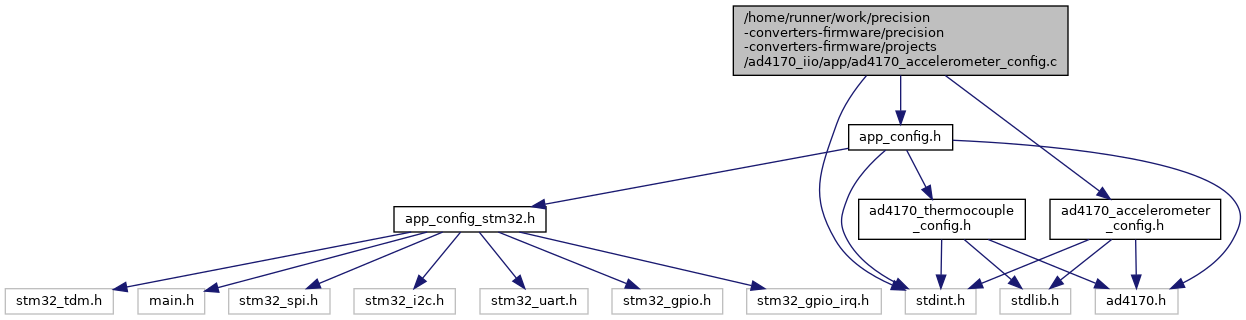 /home/runner/work/precision
-converters-firmware/precision
-converters-firmware/projects
/ad4170_iio/app/ad4170_accelerometer_config.c
app_config.h
app_config_stm32.h
ad4170_thermocouple
_config.h
ad4170_accelerometer
_config.h
stm32_tdm.h
main.h
stm32_spi.h
stm32_i2c.h
stm32_uart.h
stm32_gpio.h
stm32_gpio_irq.h
stdint.h
stdlib.h
ad4170.h